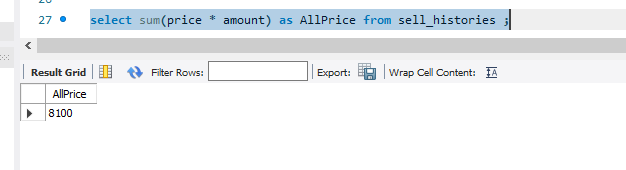 27 select sum(price * amount) as AllPrice from sell_histories ;
Result Grid Filter Rows: Export: Wrap Cell Content:
AllPrice
8100